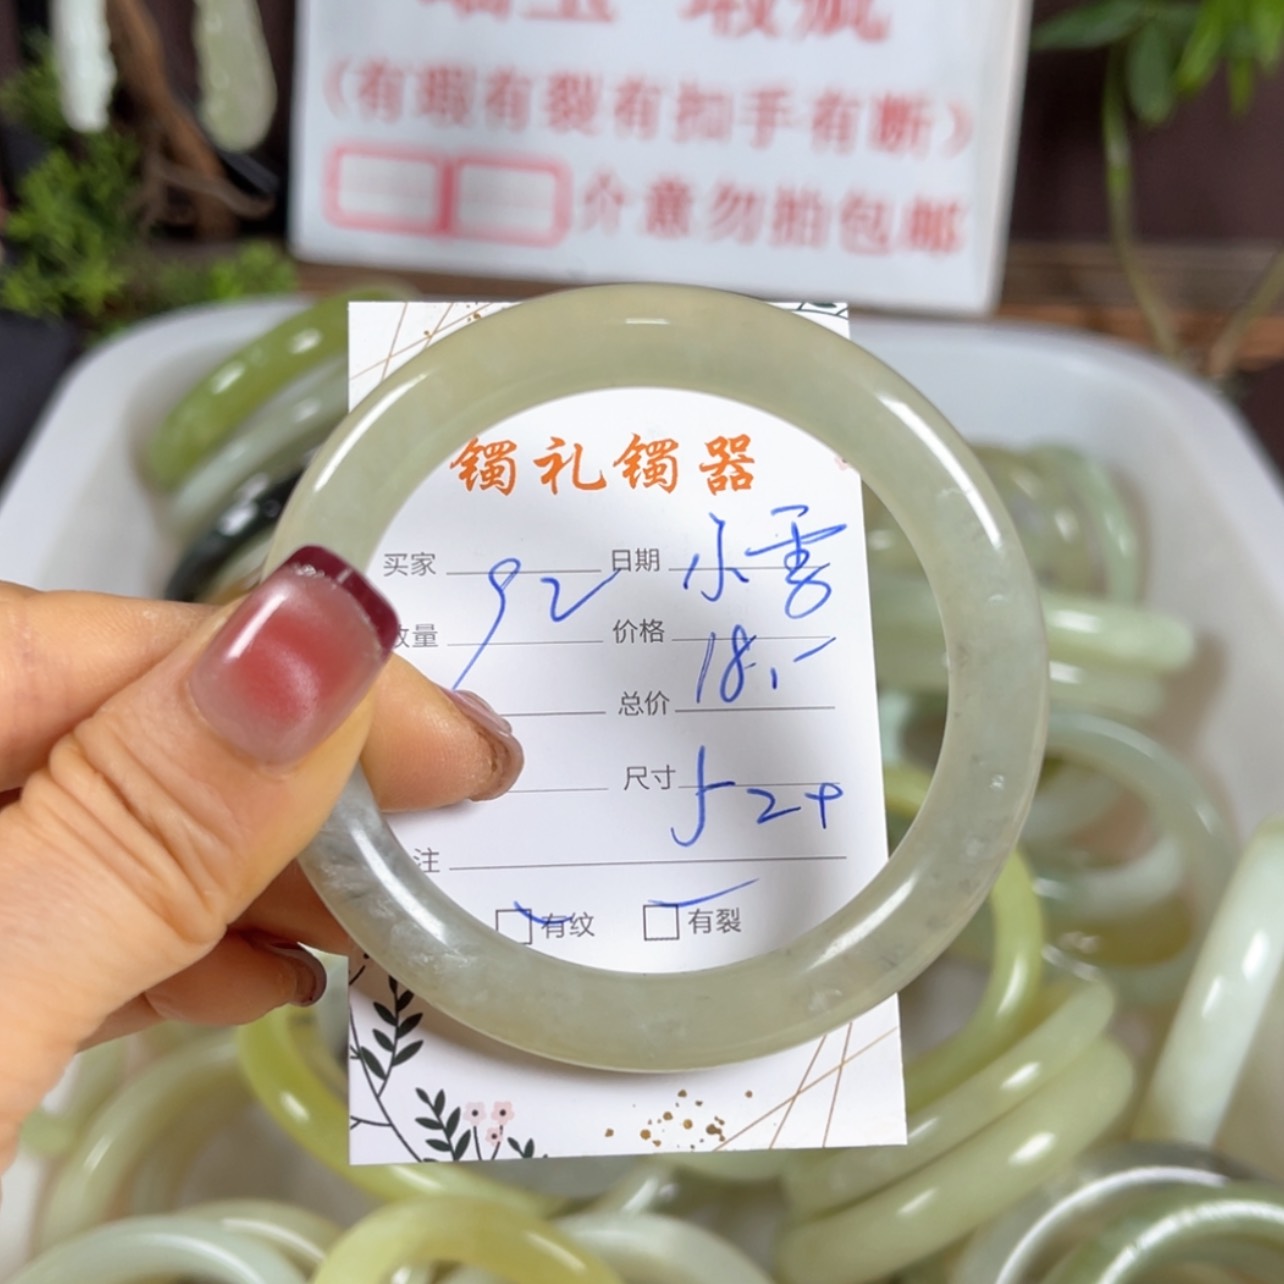 （有瑕有裂有扣手有断）
介意勿拍包邮
镯礼镯器
买家 92 日期 小雪
数量 价格 18.-
总价
尺寸 52+
注
有纹 有裂